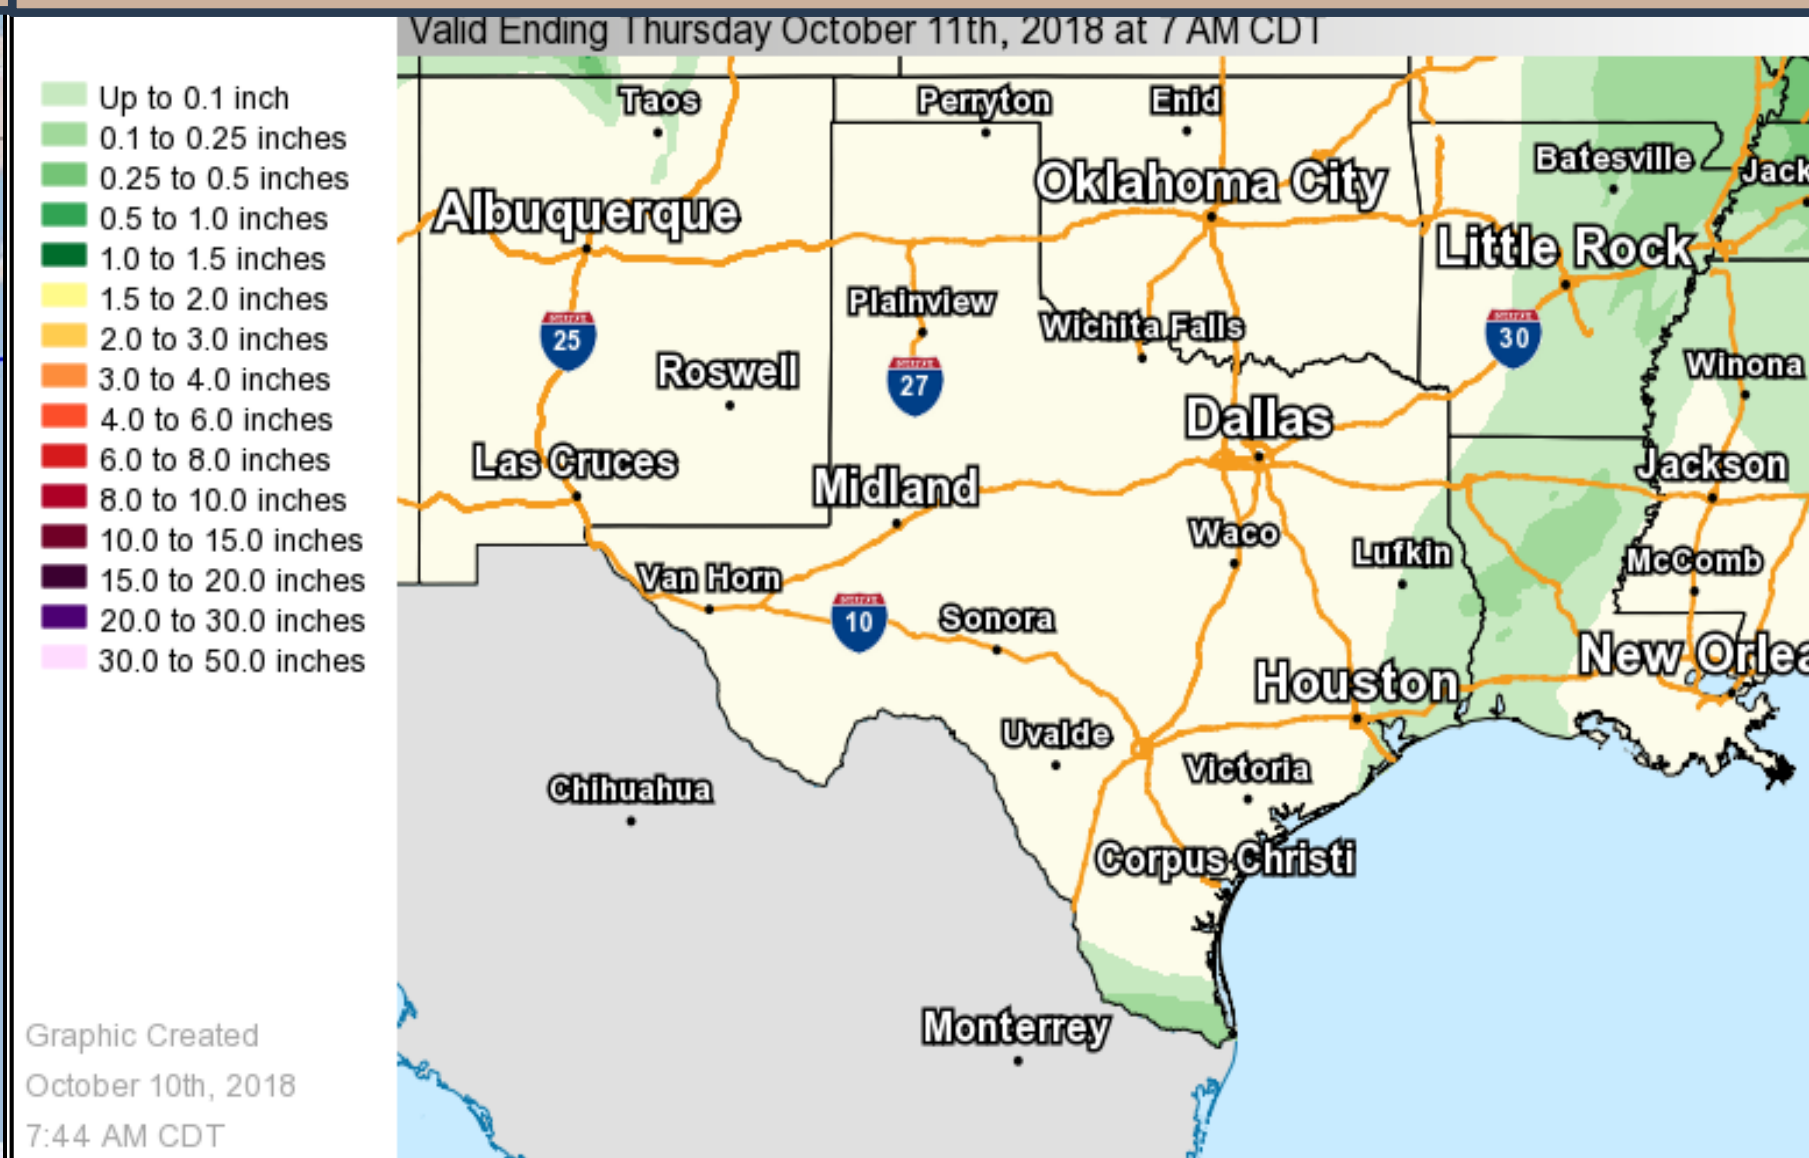 Valid Ending Thursday October 11th, 2018 at 7 AM CDT
Up to 0.1 inch
0.1 to 0.25 inches
0.25 to 0.5 inches
0.5 to 1.0 inches
1.0 to 1.5 inches
1.5 to 2.0 inches
2.0 to 3.0 inches
3.0 to 4.0 inches
4.0 to 6.0 inches
6.0 to 8.0 inches
8.0 to 10.0 inches
10.0 to 15.0 inches
15.0 to 20.0 inches
20.0 to 30.0 inches
30.0 to 50.0 inches
Graphic Created
October 10th, 2018
7:44 AM CDT
Taos
Perryton
Enid
Batesville
Jack
Oklahoma City
Albuquerque
Little Rock
Plainview
Wichita Falls
25
30
Roswell
27
Winona
Dallas
Las Cruces
Midland
Jackson
Waco
Lufkin
McComb
Van Horn
10
Sonora
New Orlea
Houston
Uvalde
Victoria
Chihuahua
Corpus Christi
Monterrey